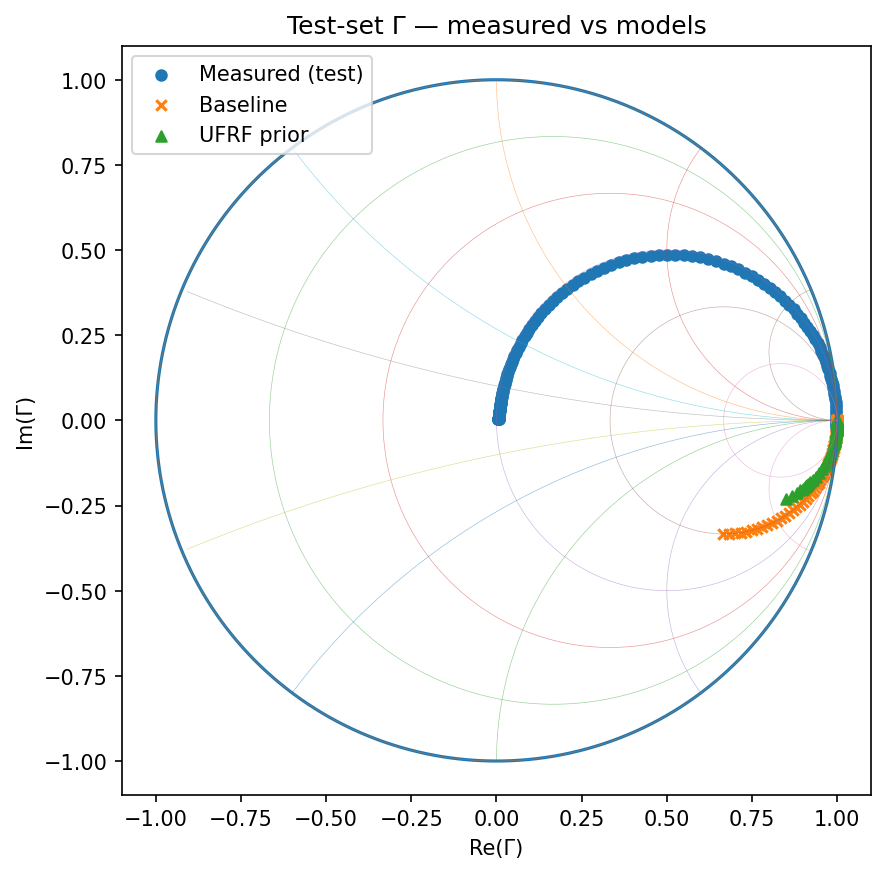 Test-set Γ — measured vs models
Measured (test)
Baseline
UFRF prior
1.00
0.75
0.50
0.25
0.00
−0.25
−0.50
−0.75
−1.00
Im(Γ)
−1.00 −0.75 −0.50 −0.25 0.00 0.25 0.50 0.75 1.00
Re(Γ)